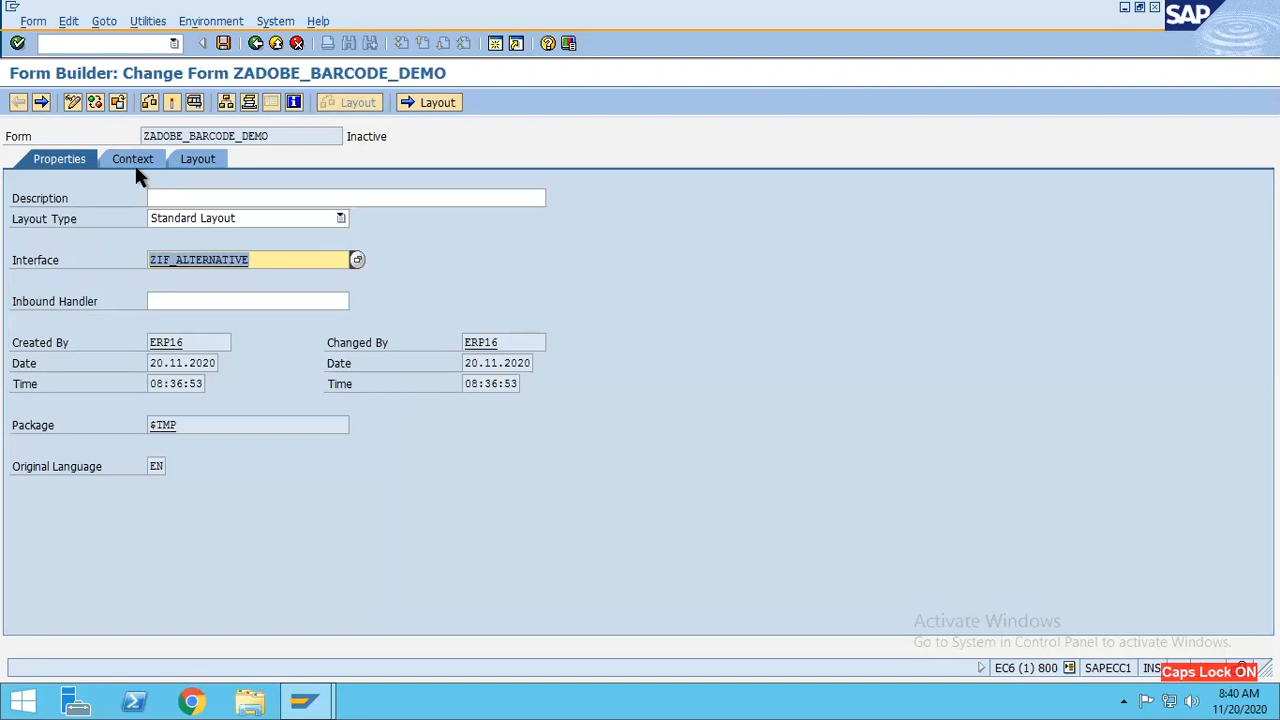 Form Edit Goto Utilities Environment System Help
SAP
Form Builder: Change Form ZADOBE_BARCODE_DEMO
Layout Layout
Form ZADOBE_BARCODE_DEMO Inactive
Properties Context Layout
Description
Layout Type Standard Layout
Interface ZIF_ALTERNATIVE
Inbound Handler
Created By ERP16 Changed By ERP16
Date 20.11.2020 Date 20.11.2020
Time 08:36:53 Time 08:36:53
Package $TMP
Original Language EN
Activate Windows
Go to System in Control Panel to activate Windows.
EC6 (1) 800 SAPECC1 INS
Caps Lock ON
8:40 AM
11/20/2020